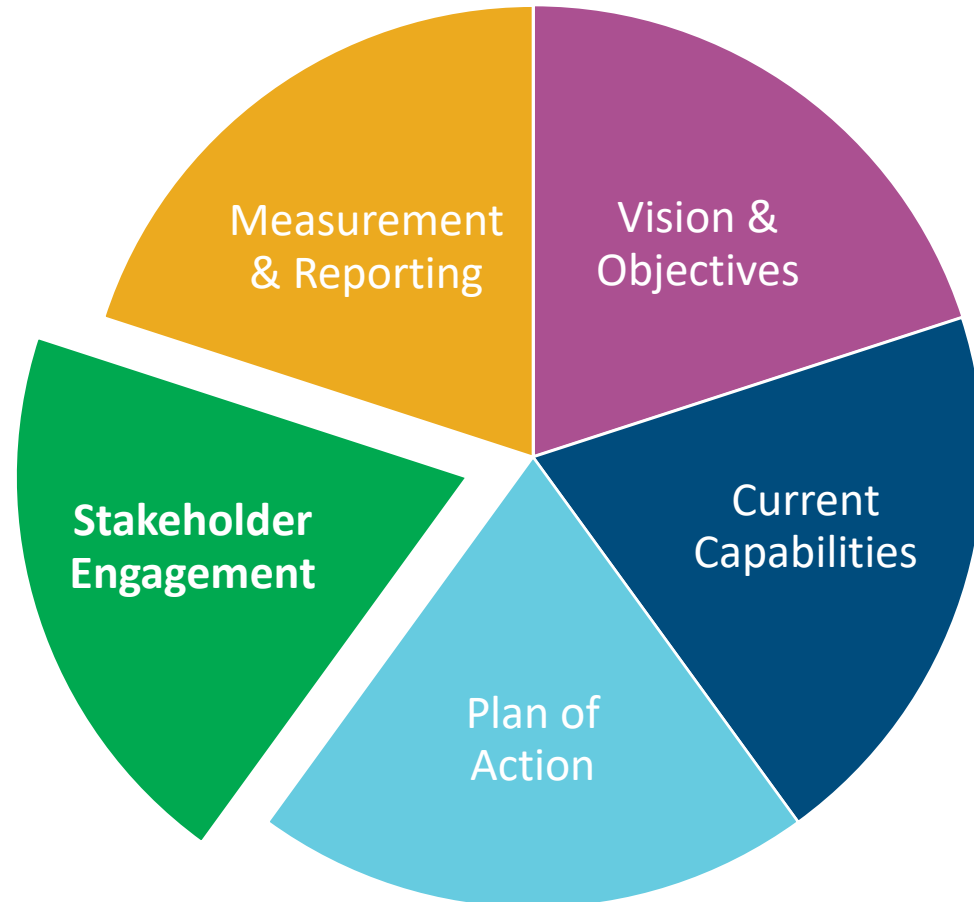 Measurement
& Reporting
Vision &
Objectives
Stakeholder
Engagement
Current
Capabilities
Plan of
Action